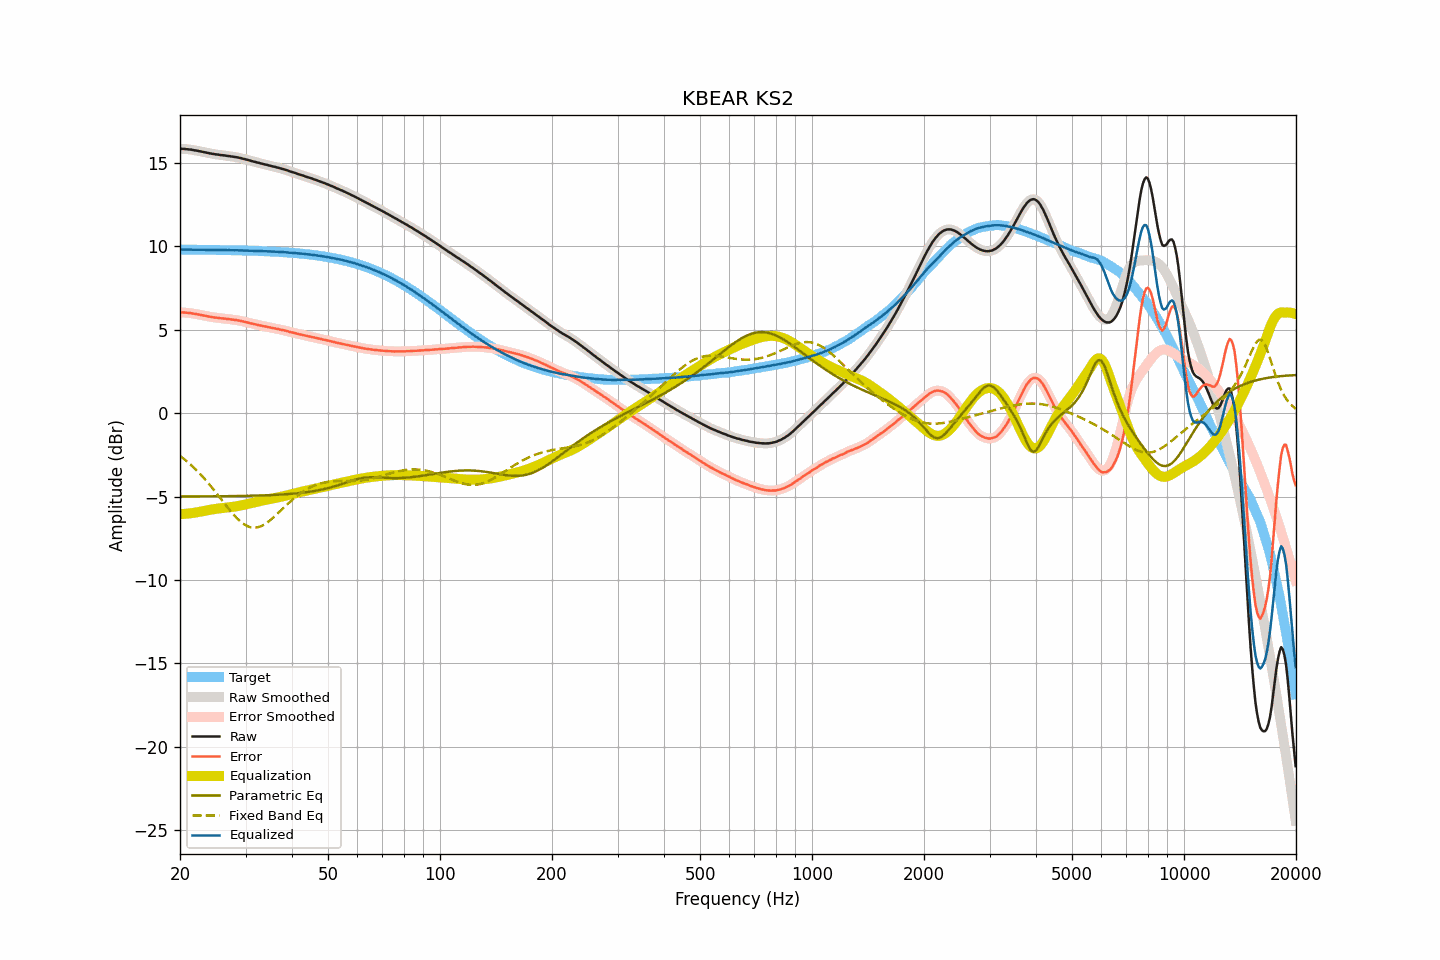 KBEAR KS2
Amplitude (dBr)
15
10
5
0
−5
−10
−15
−20
−25
Target
Raw Smoothed
Error Smoothed
Raw
Error
Equalization
Parametric Eq
Fixed Band Eq
Equalized
20 50 100 200 500 1000 2000 5000 10000 20000
Frequency (Hz)